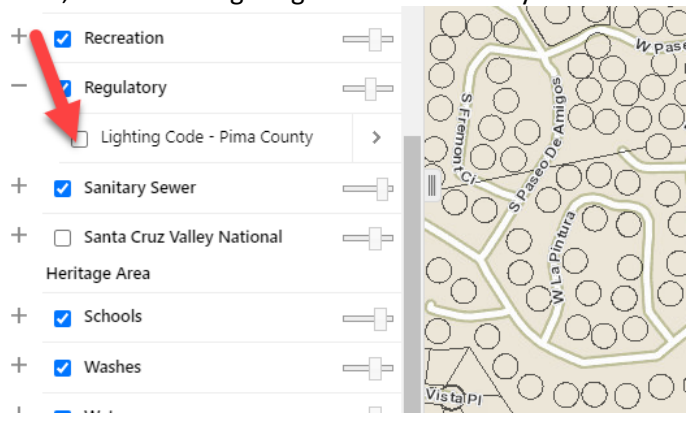 Recreation
Regulatory
Lighting Code - Pima County
Sanitary Sewer
Santa Cruz Valley National
Heritage Area
Schools
Washes
W Pase
S Fremont Cl
S Paseo De Amigos
W La Pintura
Vista Pl